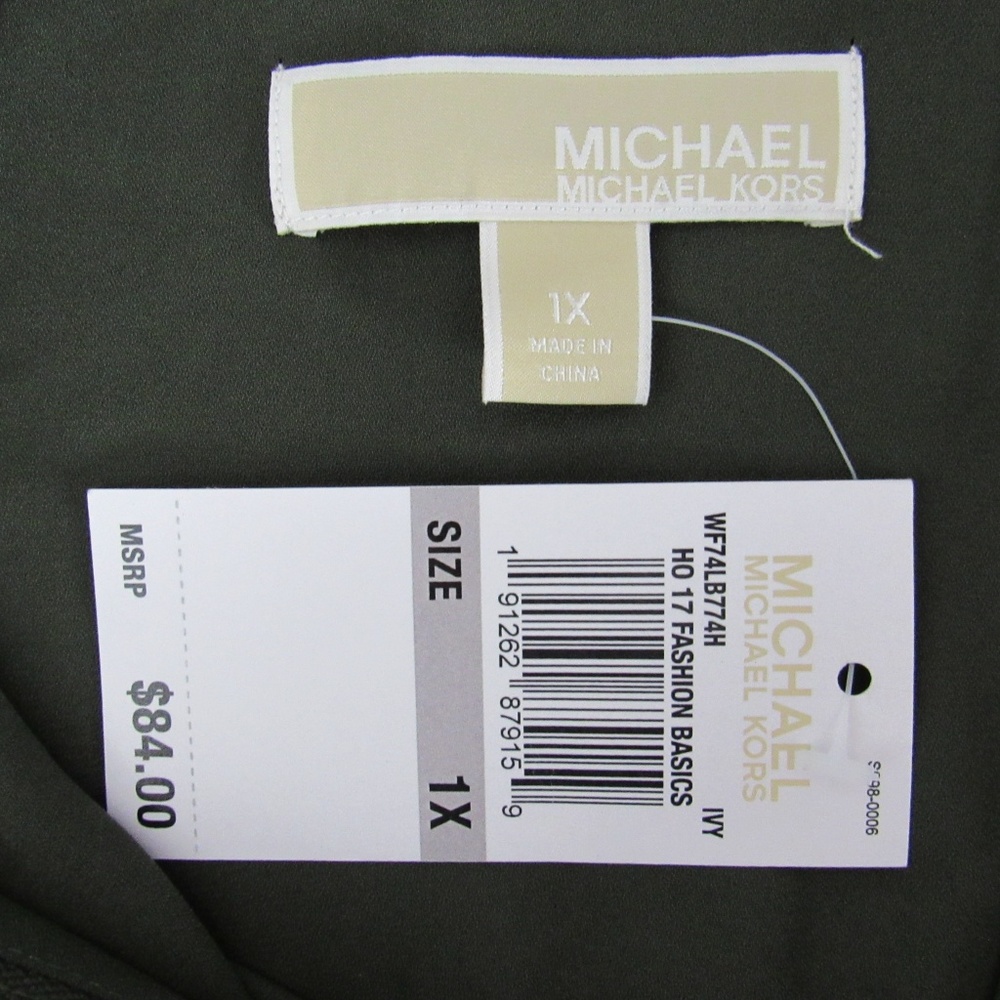 MICHAEL
MICHAEL KORS
1X
MADE IN
CHINA
MICHAEL
MICHAEL KORS
WF74LB774H IVY
HO 17 FASHION BASICS
1 91262 87915 9
SIZE 1X
MSRP $84.00